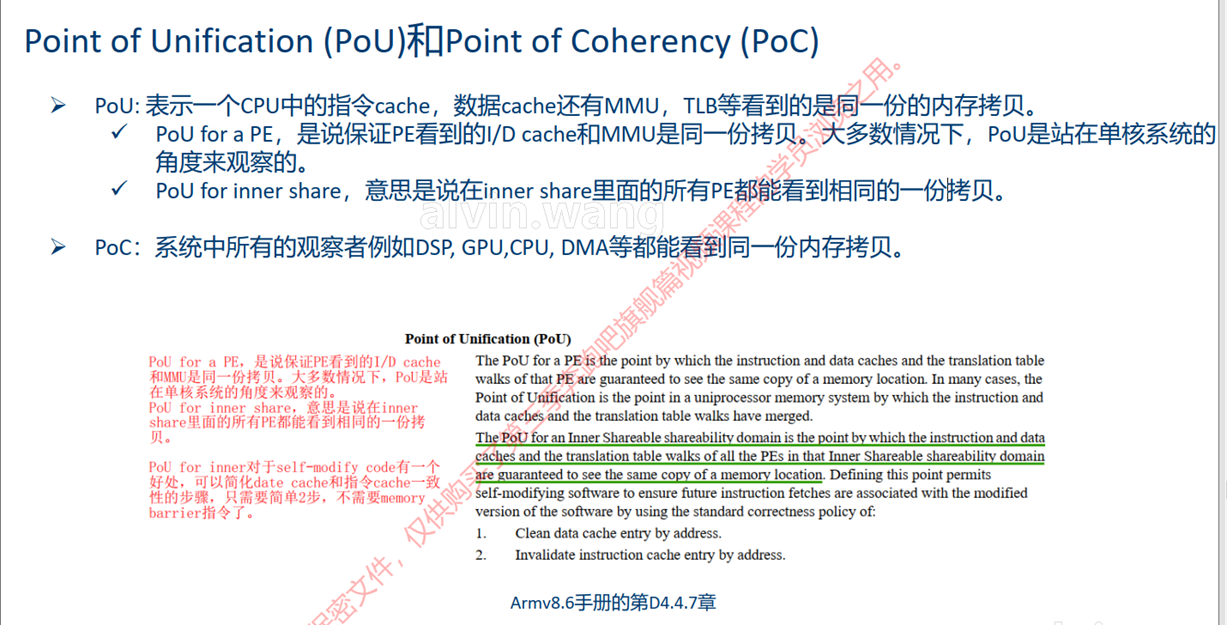 Point of Unification (PoU)和Point of Coherency (PoC)
PoU: 表示一个CPU中的指令cache，数据cache还有MMU，TLB等看到的是同一份的内存拷贝。
PoU for a PE，是说保证PE看到的I/D cache和MMU是同一份拷贝。大多数情况下，PoU是站在单核系统的
角度来观察的。
PoU for inner share，意思是说在inner share里面的所有PE都能看到相同的一份拷贝。
alvin.wang
PoC：系统中所有的观察者例如DSP, GPU,CPU, DMA等都能看到同一份内存拷贝。
Point of Unification (PoU)
PoU for a PE，是说保证PE看到的I/D cache
和MMU是同一份拷贝。大多数情况下，PoU是站
在单核系统的角度来观察的。
PoU for inner share，意思是说在inner
share里面的所有PE都能看到相同的一份拷
贝。
PoU for inner对于self-modify code有一个
好处，可以简化date cache和指令cache一致
性的步骤，只需要简单2步，不需要memory
barrier指令了。
The PoU for a PE is the point by which the instruction and data caches and the translation table
walks of that PE are guaranteed to see the same copy of a memory location. In many cases, the
Point of Unification is the point in a uniprocessor memory system by which the instruction and
data caches and the translation table walks have merged.
The PoU for an Inner Shareable shareability domain is the point by which the instruction and data
caches and the translation table walks of all the PEs in that Inner Shareable shareability domain
are guaranteed to see the same copy of a memory location. Defining this point permits
self-modifying software to ensure future instruction fetches are associated with the modified
version of the software by using the standard correctness policy of:
1. Clean data cache entry by address.
2. Invalidate instruction cache entry by address.
Armv8.6手册的第D4.4.7章
保密文件，仅供购买了第三季奔跑吧旗舰篇视频课程的学员浏览之用。